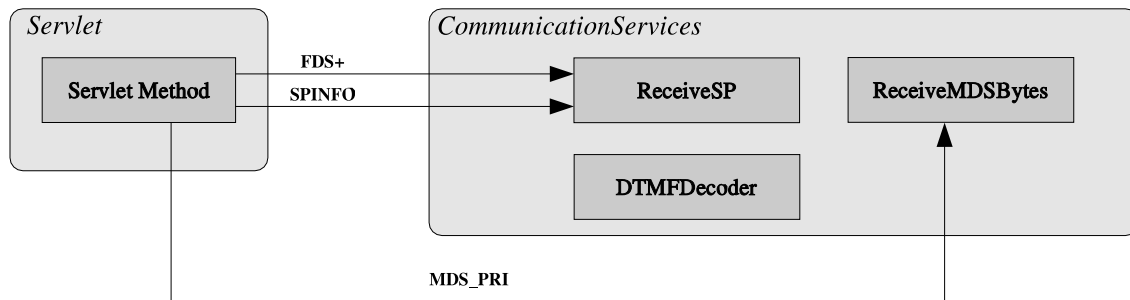 Servlet
CommunicationServices
FDS+
Servlet Method
ReceiveSP
ReceiveMDSBytes
SPINFO
DTMFDecoder
MDS_PRI